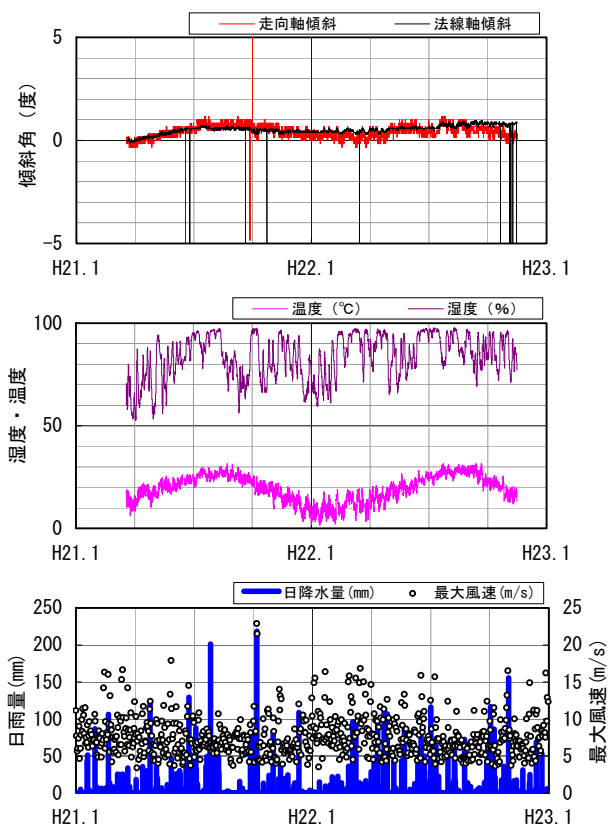 走向軸傾斜 法線軸傾斜
5
0
-5
傾斜角（度）
H21.1 H22.1 H23.1
温度（℃） 湿度（%）
100
50
0
湿度・温度
H21.1 H22.1 H23.1
日降水量(mm) 最大風速(m/s)
250 25
200 20
150 15
100 10
50 5
0 0
日雨量(mm)
最大風速(m/s)
H21.1 H22.1 H23.1